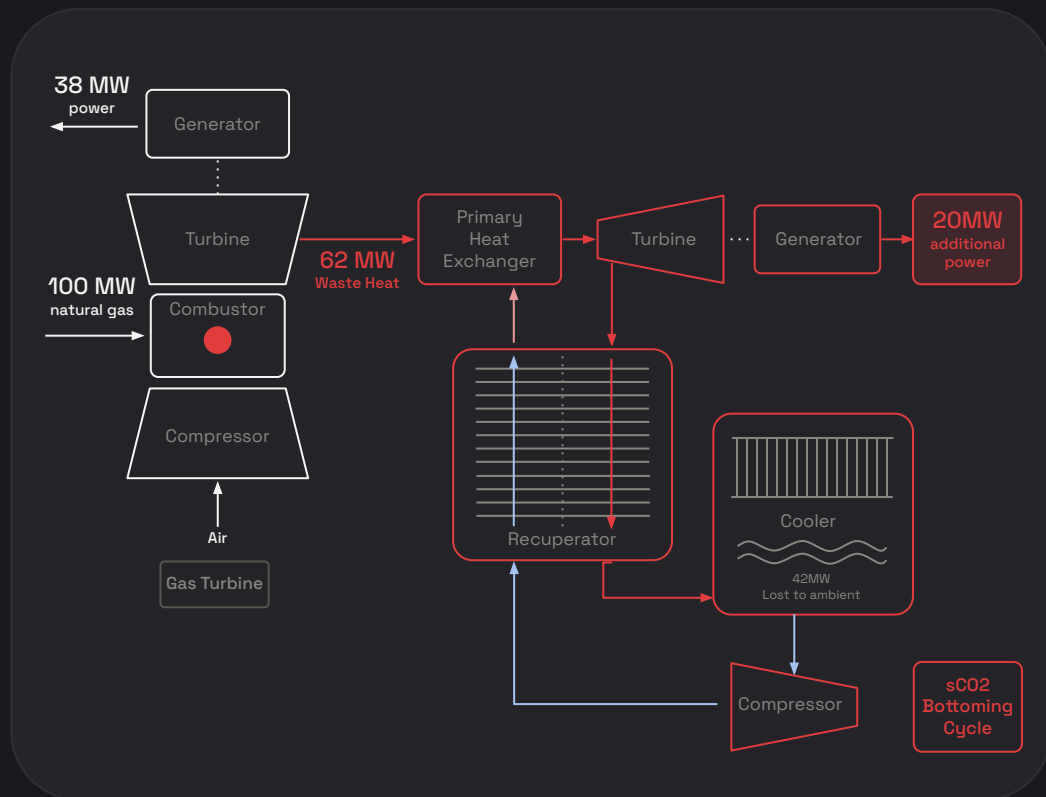 38 MW
power
Generator
Turbine
100 MW
natural gas
Combustor
Compressor
Air
Gas Turbine
62 MW
Waste Heat
Primary
Heat
Exchanger
Turbine
Generator
20MW
additional
power
Recuperator
Cooler
42MW
Lost to ambient
Compressor
sCO2
Bottoming
Cycle